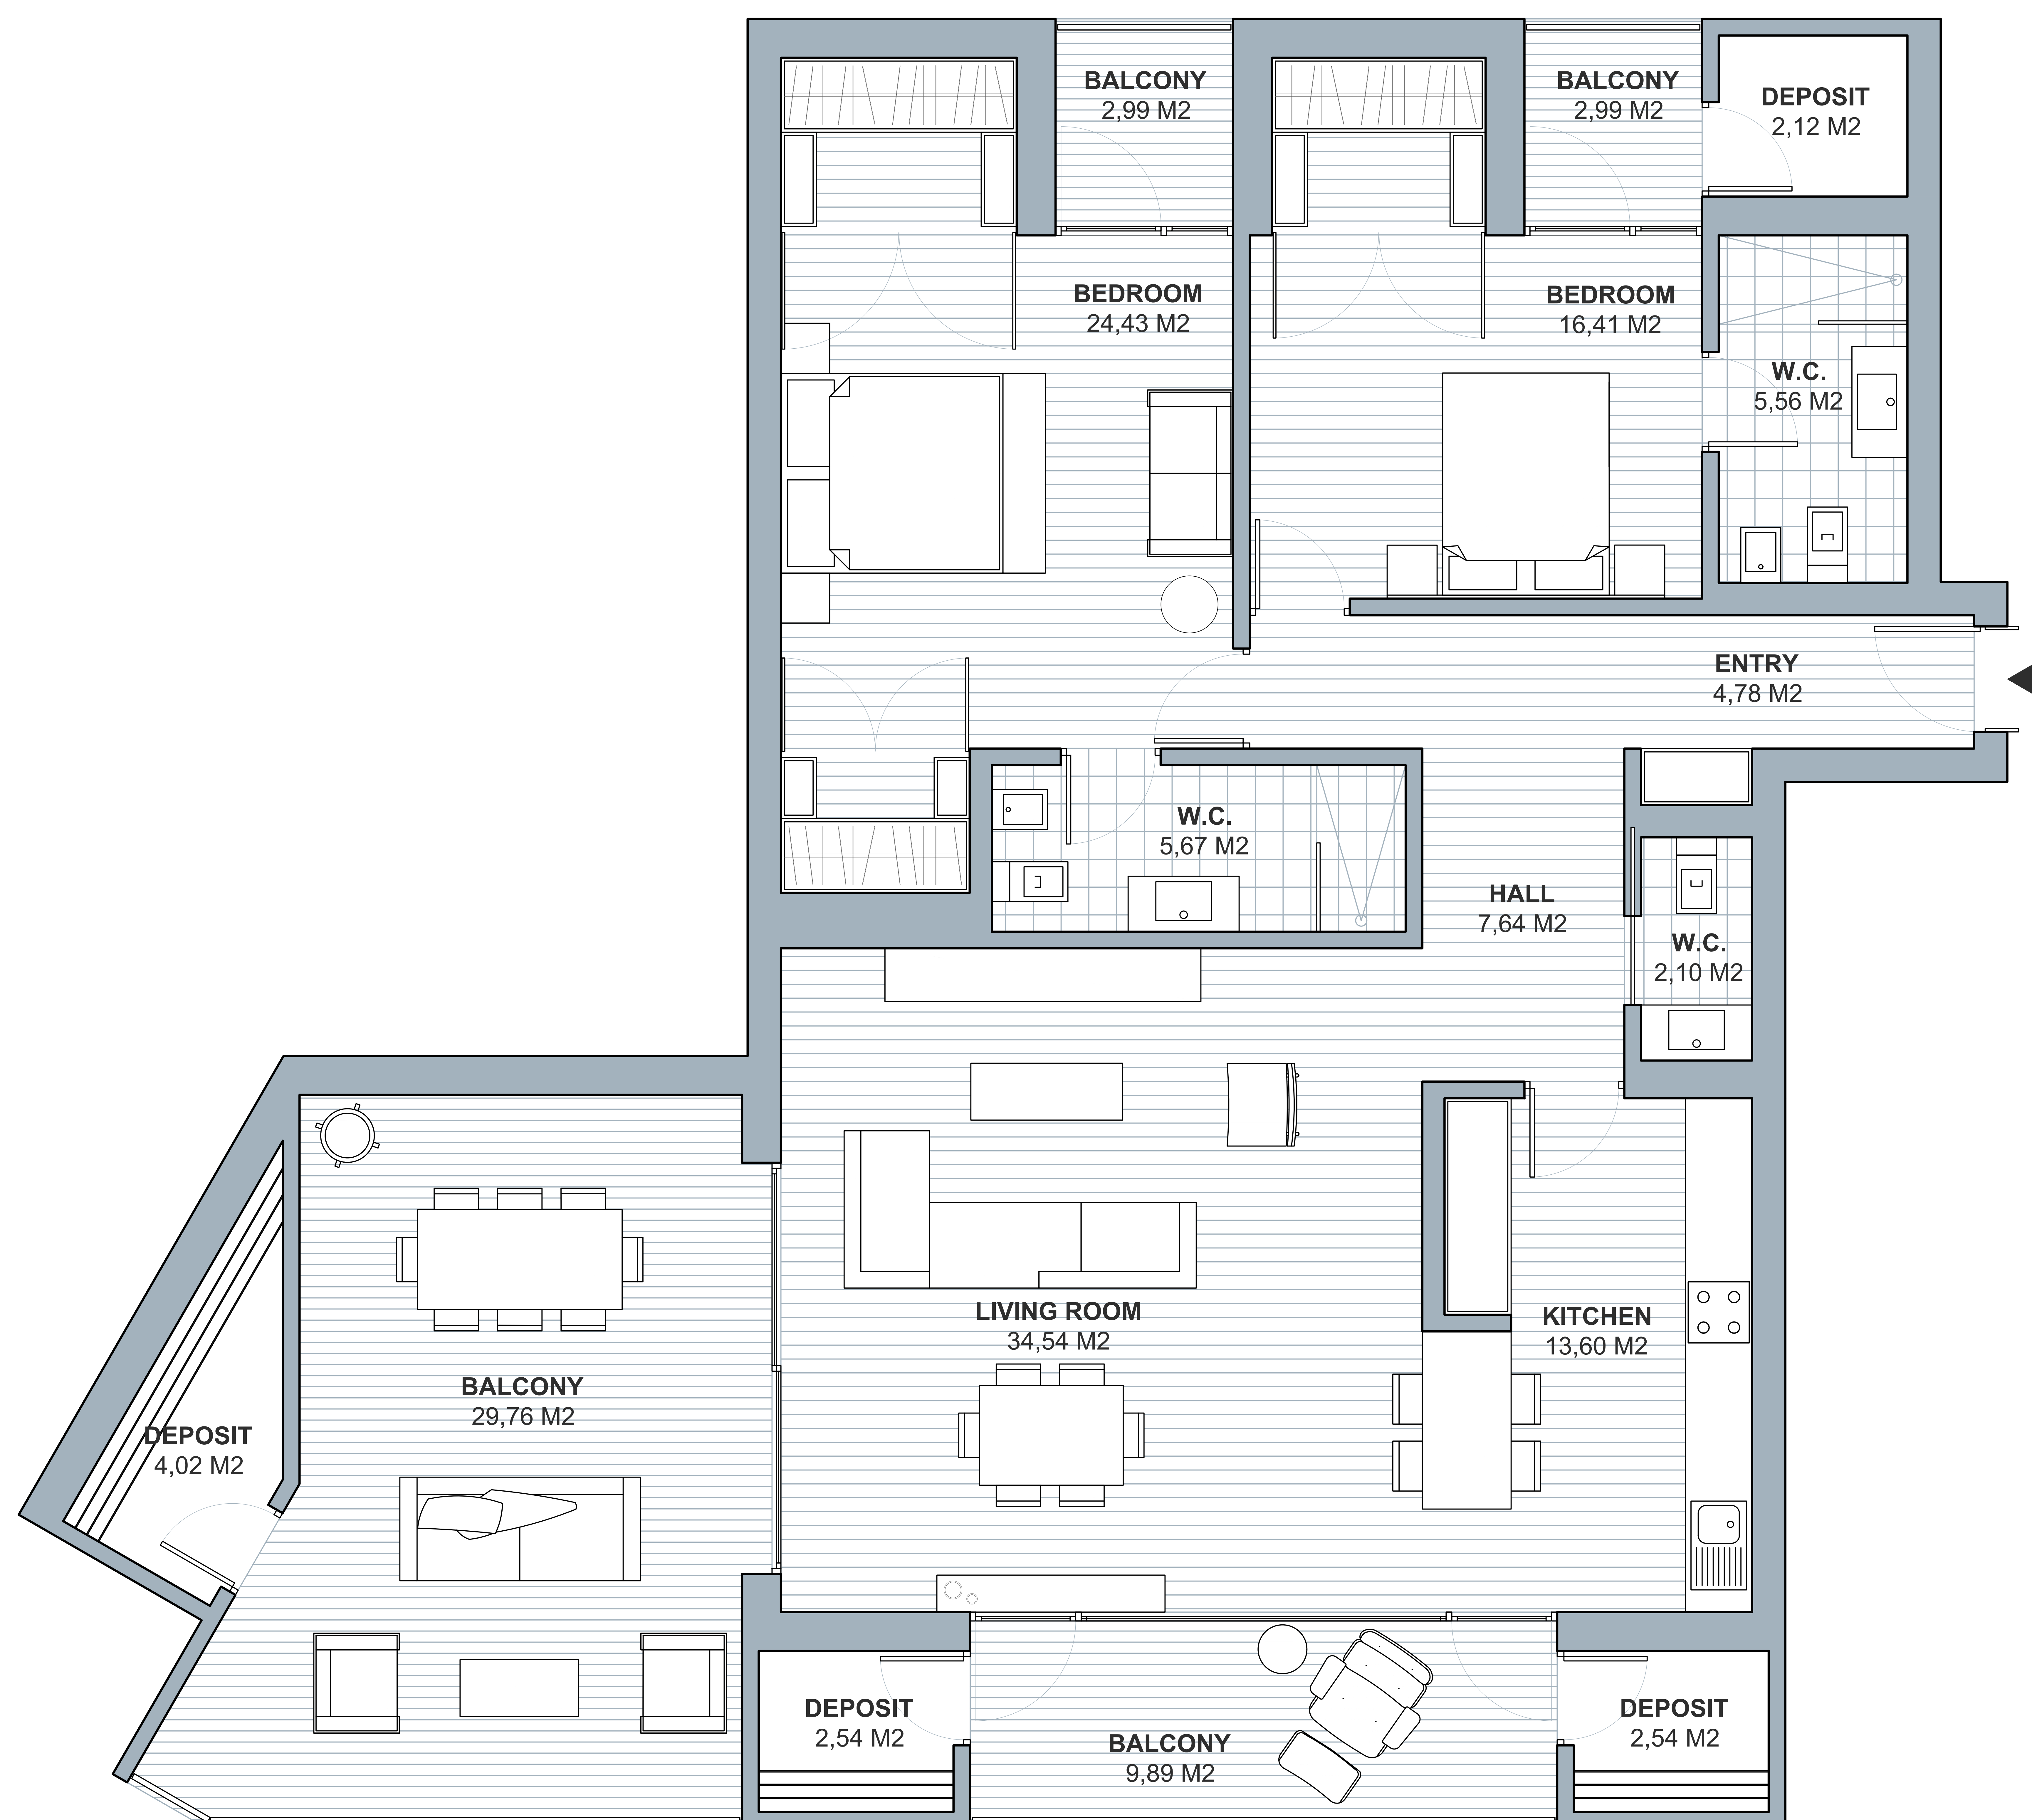 BALCONY
2,99 M2
BALCONY
2,99 M2
DEPOSIT
2,12 M2
BEDROOM
24,43 M2
BEDROOM
16,41 M2
W.C.
5,56 M2
ENTRY
4,78 M2
W.C.
5,67 M2
HALL
7,64 M2
W.C.
2,10 M2
LIVING ROOM
34,54 M2
KITCHEN
13,60 M2
BALCONY
29,76 M2
DEPOSIT
4,02 M2
DEPOSIT
2,54 M2
BALCONY
9,89 M2
DEPOSIT
2,54 M2